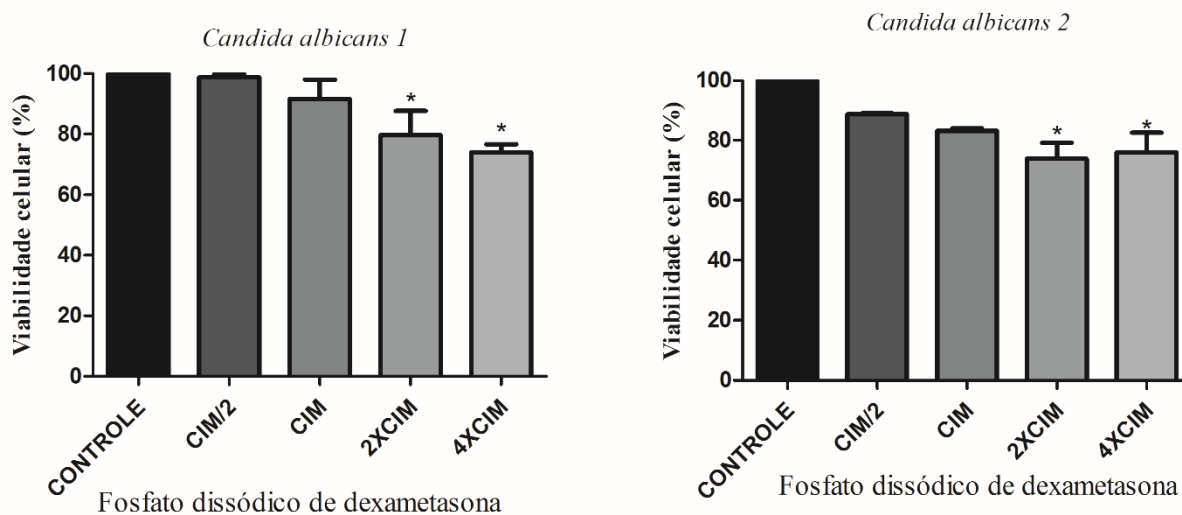 Candida albicans 1
Viabilidade celular (%)
100
80
60
40
20
0
*
*
CONTROLE
CIM/2
CIM
2XCIM
4XCIM
Fosfato dissódico de dexametasona
Candida albicans 2
Viabilidade celular (%)
100
80
60
40
20
0
*
*
CONTROLE
CIM/2
CIM
2XCIM
4XCIM
Fosfato dissódico de dexametasona